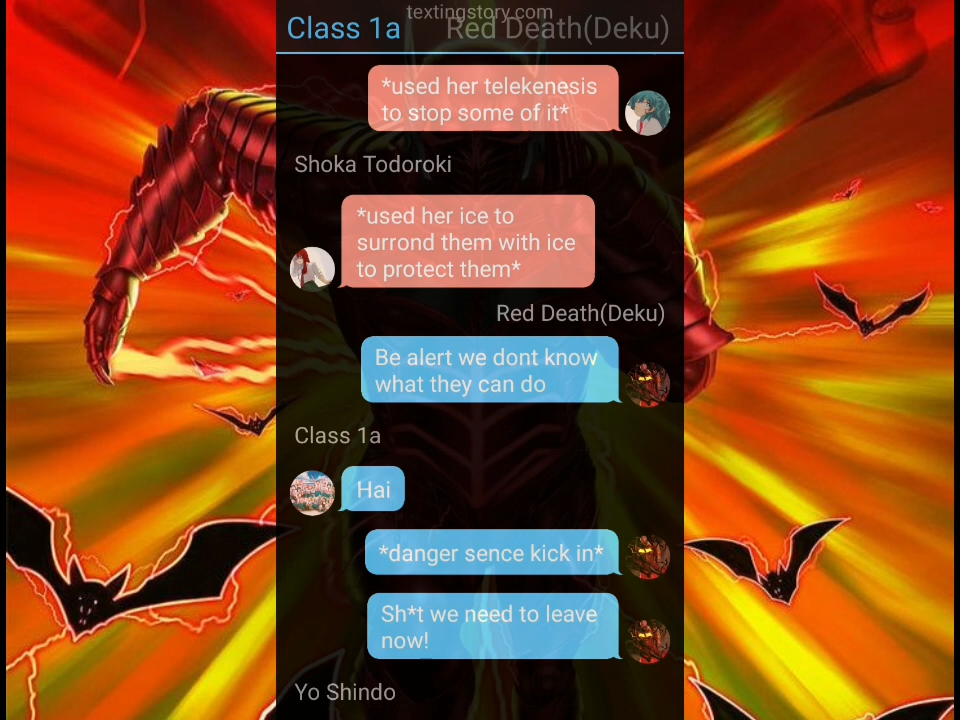 textingstory.com
Class 1a
Red Death(Deku)
*used her telekenesis
to stop some of it*
Shoka Todoroki
*used her ice to
surrond them with ice
to protect them*
Red Death(Deku)
Be alert we dont know
what they can do
Class 1a
Hai
*danger sence kick in*
Sh*t we need to leave
now!
Yo Shindo